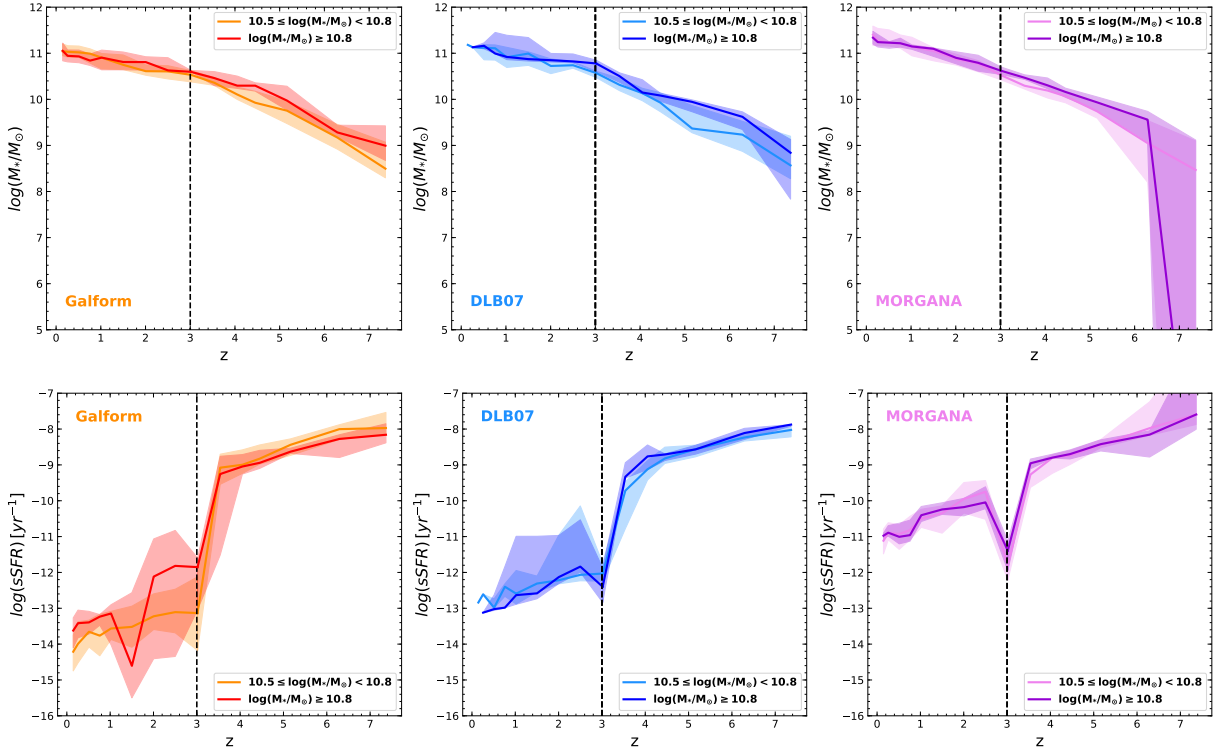 10.5 ≤ log(M*/M⊙) < 10.8
log(M*/M⊙) ≥ 10.8
log(M*/M⊙)
11
10
9
8
7
6
5
Galform
0 1 2 3 4 5 6 7
z
10.5 ≤ log(M*/M⊙) < 10.8
log(M*/M⊙) ≥ 10.8
log(M*/M⊙)
12
11
10
9
8
7
6
5
DLB07
0 1 2 3 4 5 6 7
z
10.5 ≤ log(M*/M⊙) < 10.8
log(M*/M⊙) ≥ 10.8
log(M*/M⊙)
12
11
10
9
8
7
6
5
MORGANA
0 1 2 3 4 5 6 7
z
Galform
log(sSFR) [yr⁻¹]
−7
−8
−9
−10
−11
−12
−13
−14
−15
−16
10.5 ≤ log(M*/M⊙) < 10.8
log(M*/M⊙) ≥ 10.8
0 1 2 3 4 5 6 7
z
DLB07
log(sSFR) [yr⁻¹]
−7
−8
−9
−10
−11
−12
−13
−14
−15
−16
10.5 ≤ log(M*/M⊙) < 10.8
log(M*/M⊙) ≥ 10.8
0 1 2 3 4 5 6 7
z
MORGANA
log(sSFR) [yr⁻¹]
−7
−8
−9
−10
−11
−12
−13
−14
−15
−16
10.5 ≤ log(M*/M⊙) < 10.8
log(M*/M⊙) ≥ 10.8
0 1 2 3 4 5 6 7
z